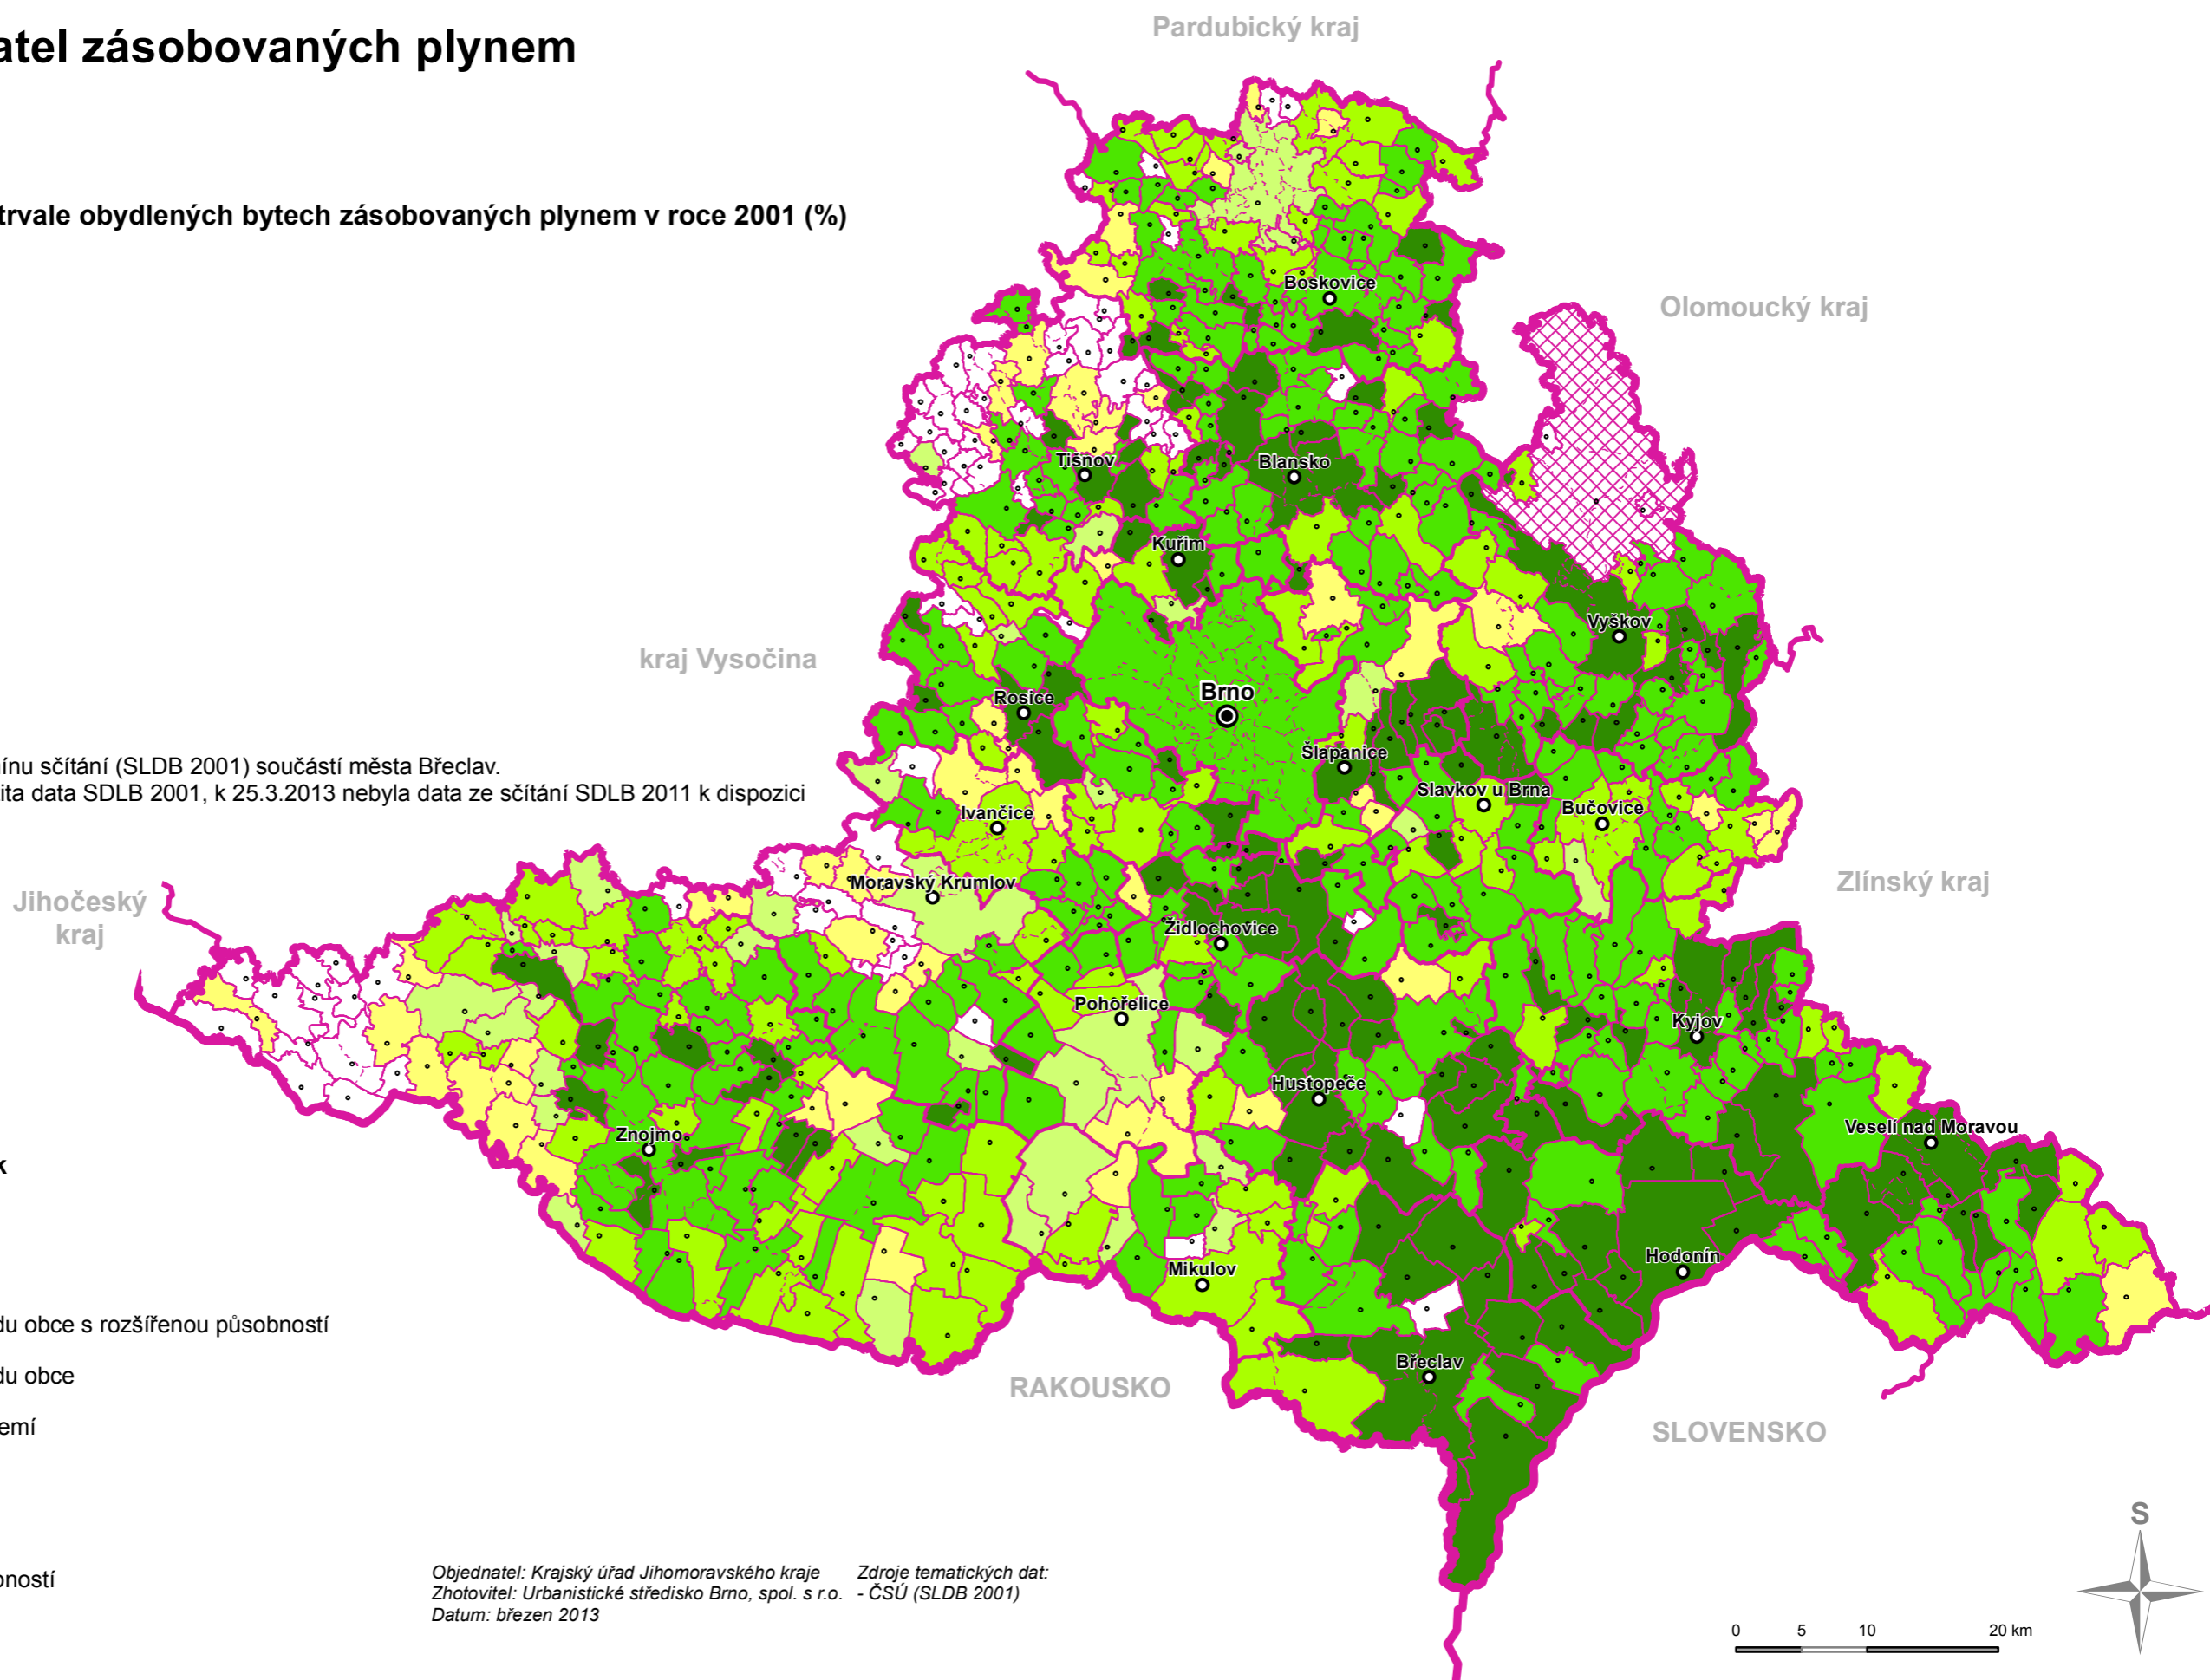 atel zásobovaných plynem
trvale obydlených bytech zásobovaných plynem v roce 2001 (%)
Pardubický kraj
Olomoucký kraj
kraj Vysočina
Jihočeský
kraj
Zlínský kraj
RAKOUSKO
SLOVENSKO
Boskovice
Tišnov
Blansko
Kuřim
Vyškov
Rosice
Brno
Šlapanice
Slavkov u Brna
Bučovice
Ivančice
Moravský Krumlov
Židlochovice
Pohořelice
Kyjov
Hustopeče
Znojmo
Veselí nad Moravou
Mikulov
Hodonín
Břeclav
ínu sčítání (SLDB 2001) součástí města Břeclav.
ita data SDLB 2001, k 25.3.2013 nebyla data ze sčítání SDLB 2011 k dispozici
k
du obce s rozšířenou působností
du obce
emí
oností
Objednatel: Krajský úřad Jihomoravského kraje
Zhotovitel: Urbanistické středisko Brno, spol. s r.o.
Datum: březen 2013
Zdroje tematických dat:
- ČSÚ (SLDB 2001)
S
0 5 10 20 km